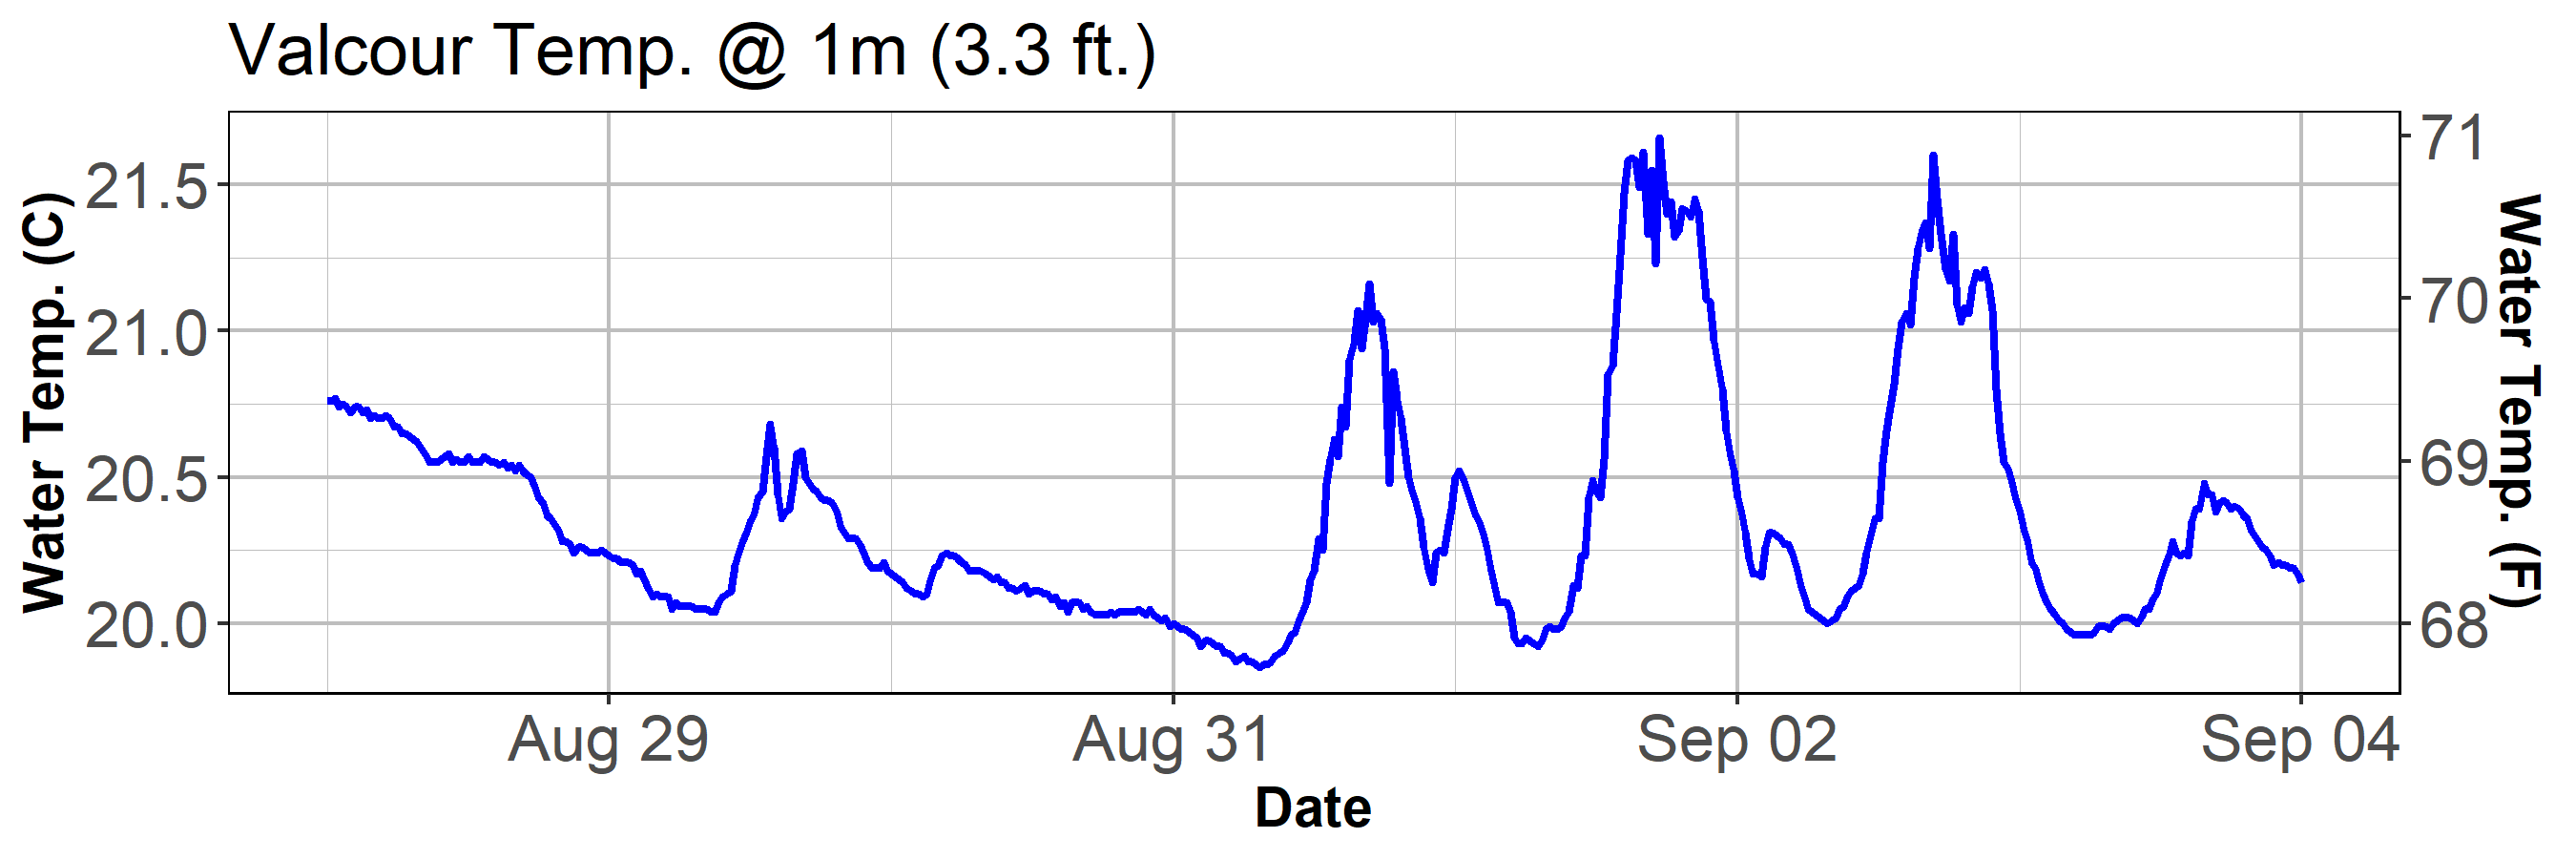 Valcour Temp. @ 1m (3.3 ft.)
Water Temp. (C)
21.5
21.0
20.5
20.0
71
70
69
68
Water Temp. (F)
Aug 29
Aug 31
Sep 02
Sep 04
Date